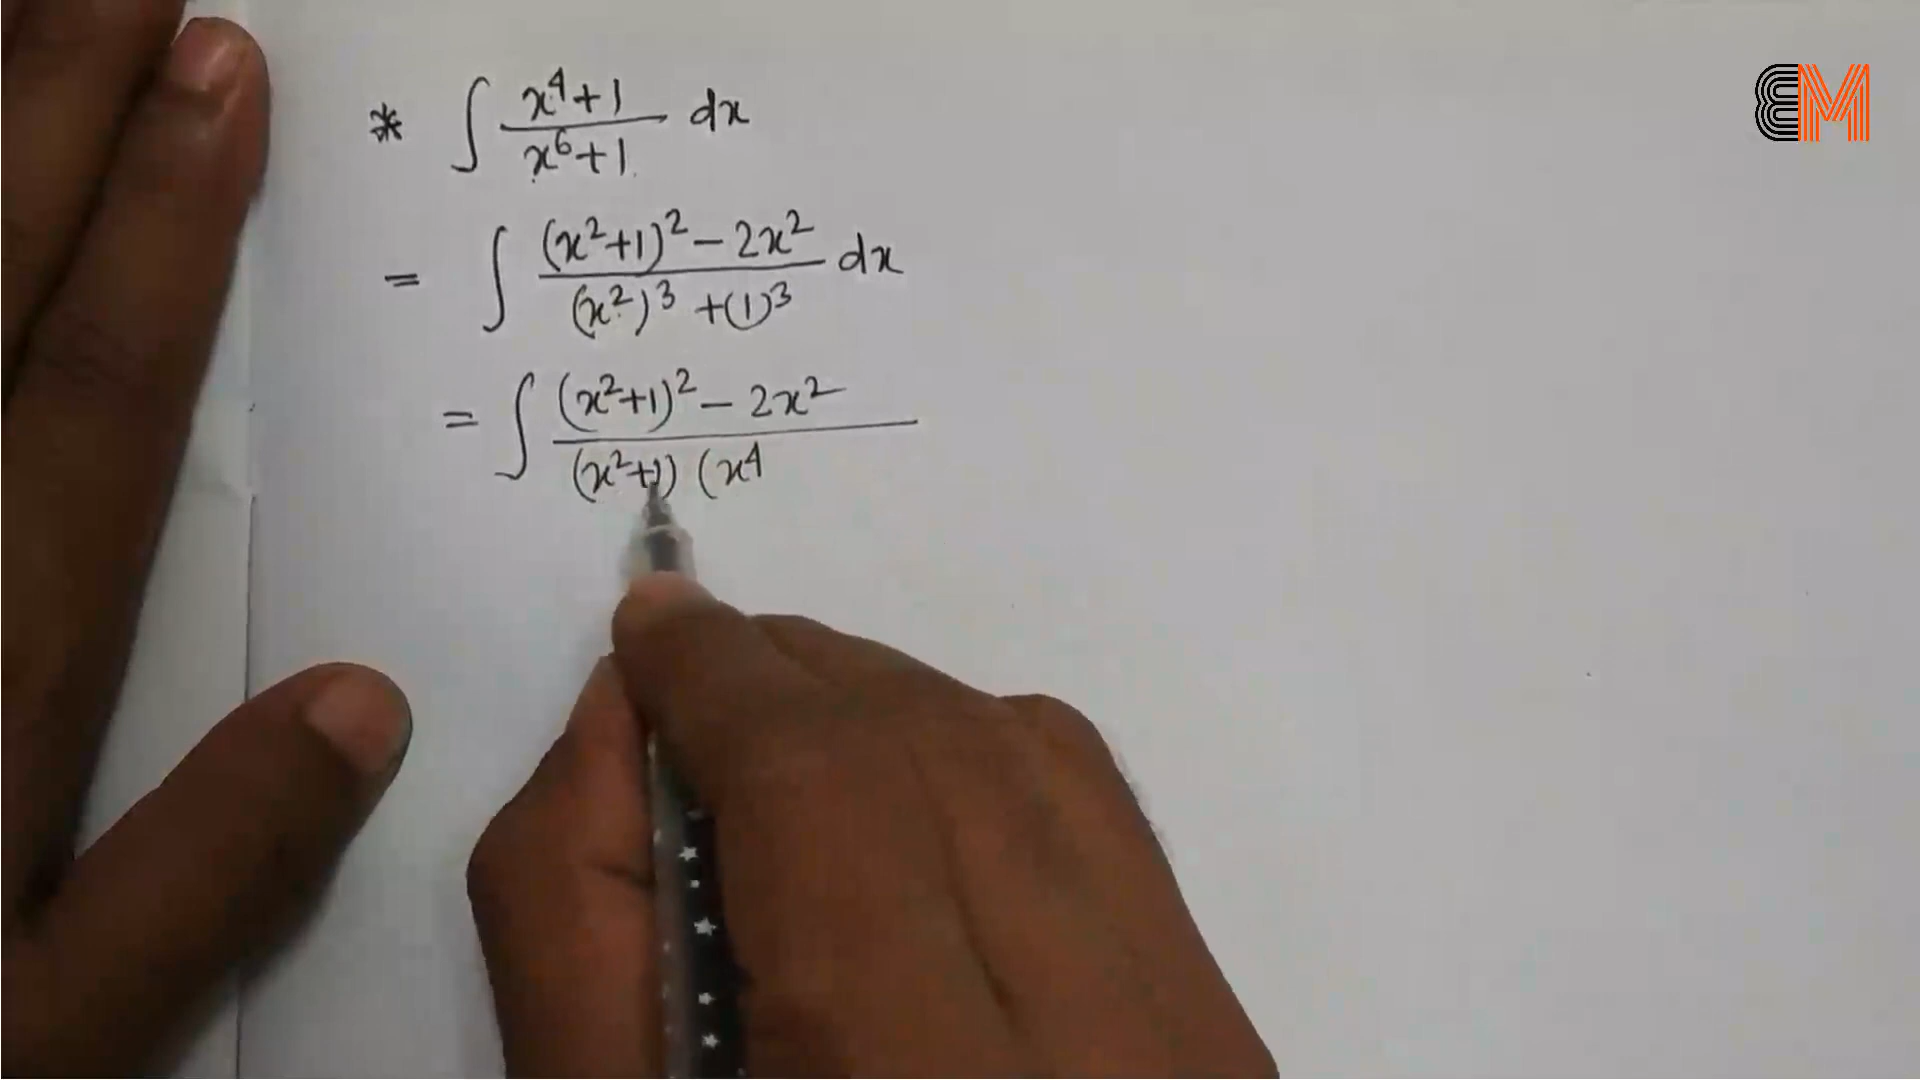 * ∫ x⁴+1 / x⁶+1 dx
= ∫ (x²+1)² − 2x² / (x²)³ + (1)³ dx
= ∫ (x²+1)² − 2x² / (x²+1) (x⁴
EM